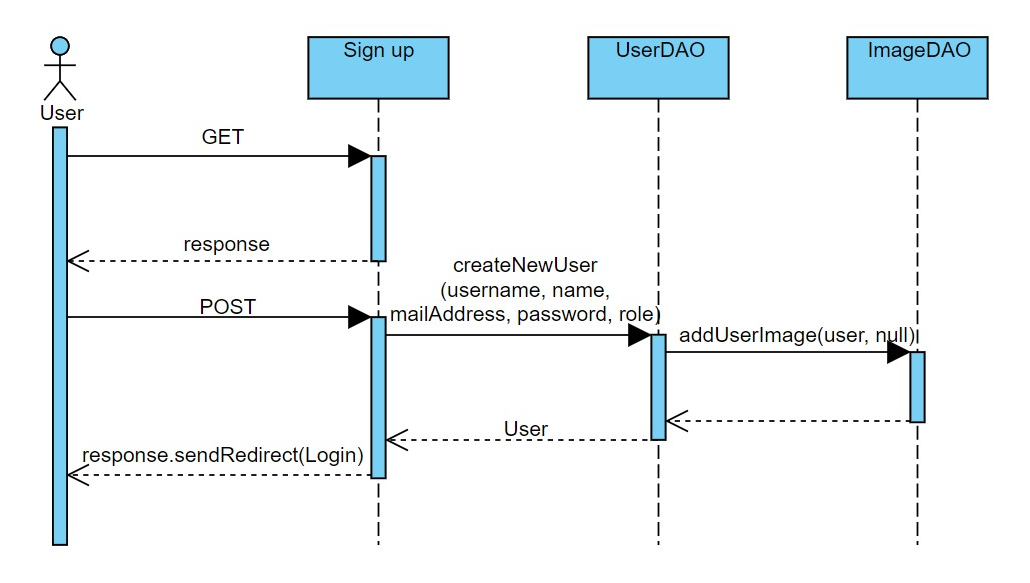 Sign up
UserDAO
ImageDAO
User
GET
response
createNewUser
(username, name,
mailAddress, password, role)
POST
addUserImage(user, null)
User
response.sendRedirect(Login)